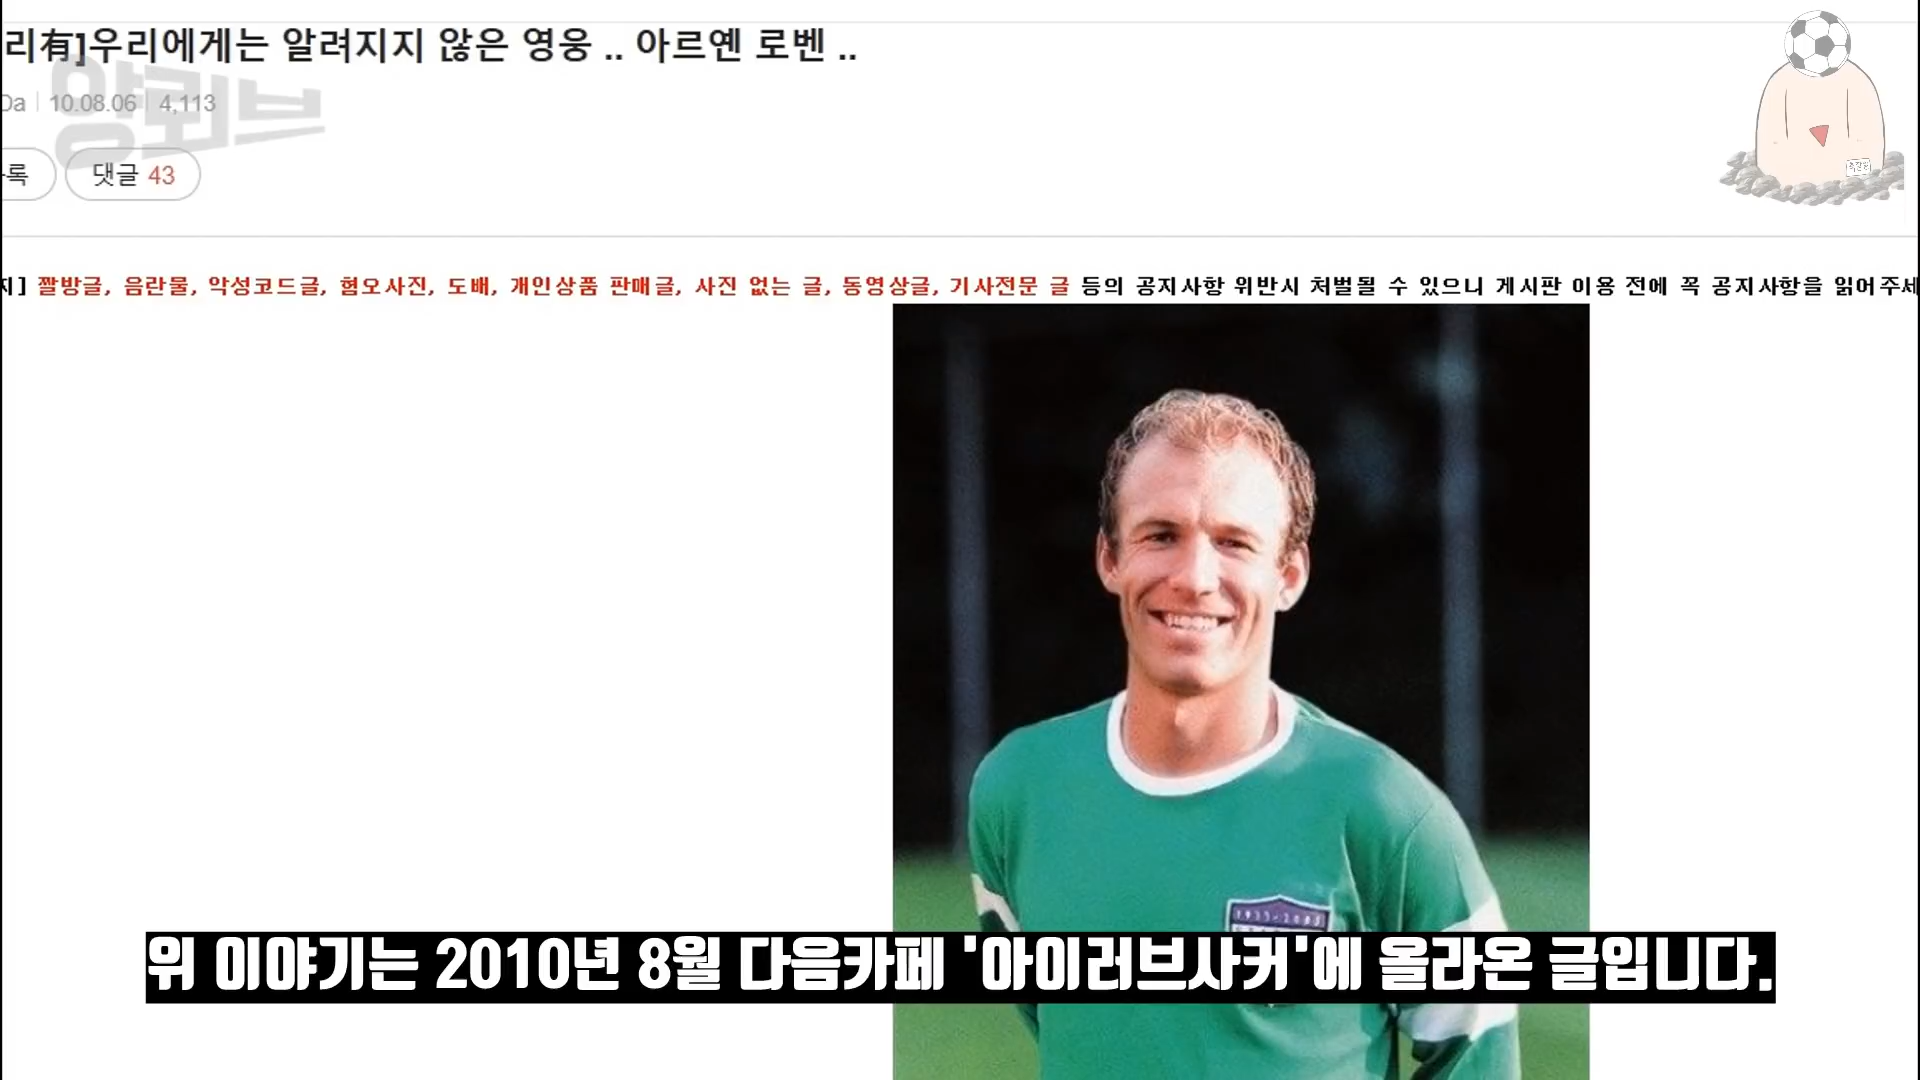 리有]우리에게는 알려지지 않은 영웅 .. 아르옌 로벤 ..
양뢰브
Da 10.08.06 4,113
록 댓글 43
지] 짤방글, 음란물, 악성코드글, 혐오사진, 도배, 개인상품 판매글, 사진 없는 글, 동영상글, 기사전문 글 등의 공지사항 위반시 처벌될 수 있으니 게시판 이용 전에 꼭 공지사항을 읽어주세
위 이야기는 2010년 8월 다음카페 '아이러브사커'에 올라온 글입니다.